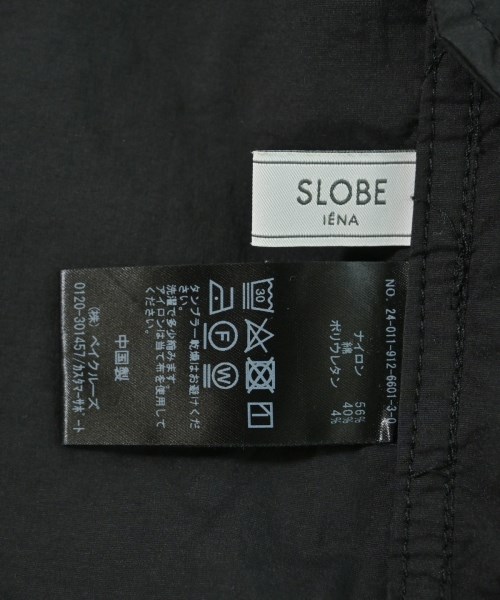 SLOBE
IÉNA
NO. 24-011-912-6601-3-0
ナイロン 56%
綿 40%
ポリウレタン 4%
30
F W
タンブラー乾燥はお避けくだ
さい。
洗濯で多少縮みます。
アイロンは当て布を使用して
ください。
中国製
(株)ベイクルーズ
0120-301457/カスタマーサポート